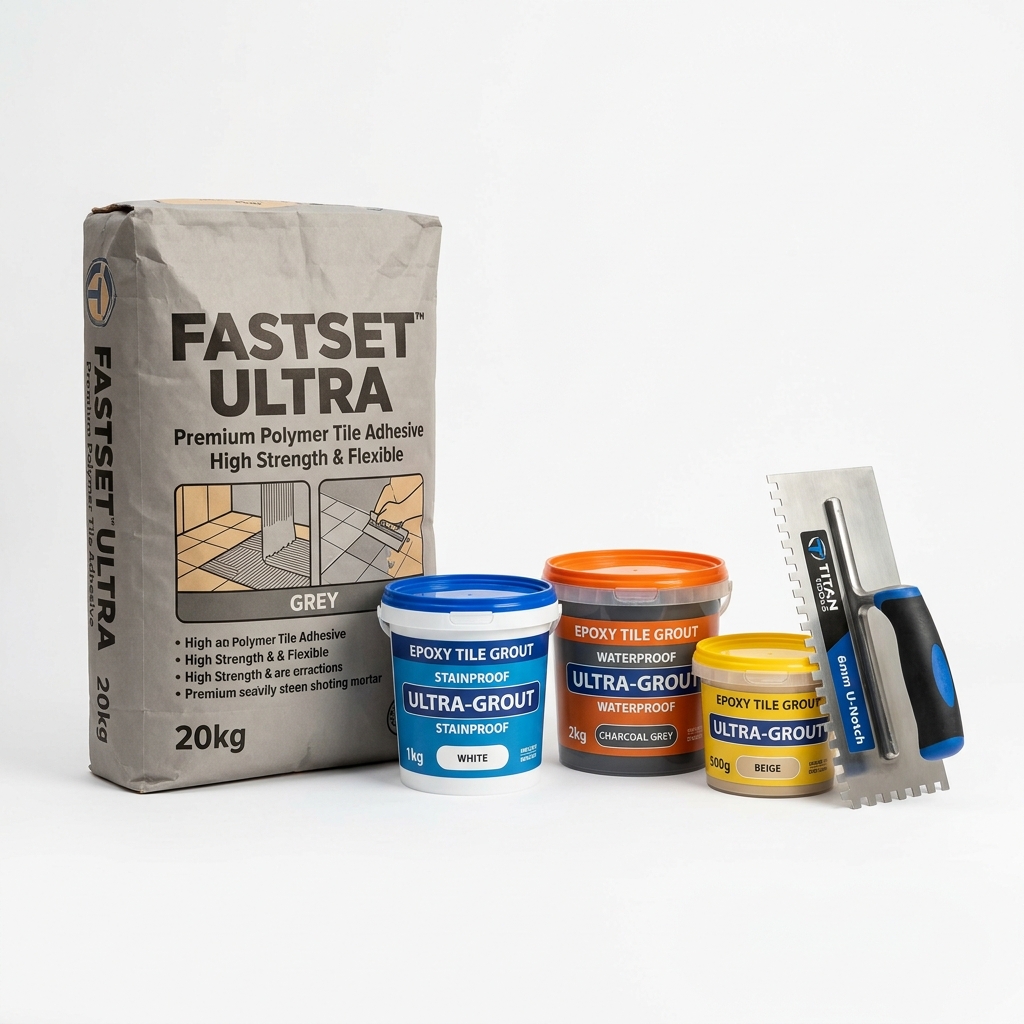 FASTSET™
ULTRA
Premium Polymer Tile Adhesive
High Strength & Flexible
GREY
• High an Polymer Tile Adhesive
• High Strength & & Flexible
• High Strength & are erractions
• Premium seavily steen shoting mortar
20kg
T
FASTSET™ ULTRA
Premium Polymer Tile Adhesive
20kg
EPOXY TILE GROUT
STAINPROOF
ULTRA-GROUT
STAINPROOF
1kg
WHITE
EPOXY TILE GROUT
WATERPROOF
ULTRA-GROUT
WATERPROOF
2kg
CHARCOAL GREY
EPOXY TILE GROUT
ULTRA-GROUT
500g
BEIGE
TITAN
6mm U-Notch